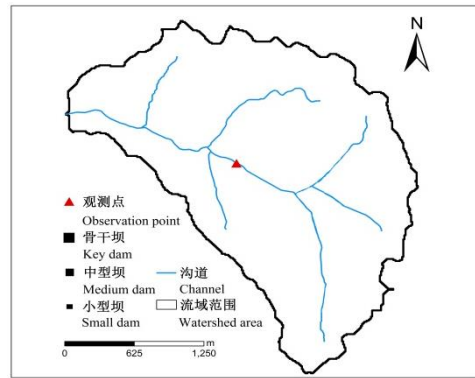 N
观测点
Observation point
骨干坝
Key dam
中型坝 沟道
Medium dam Channel
小型坝 流域范围
Small dam Watershed area
m
0 625 1,250